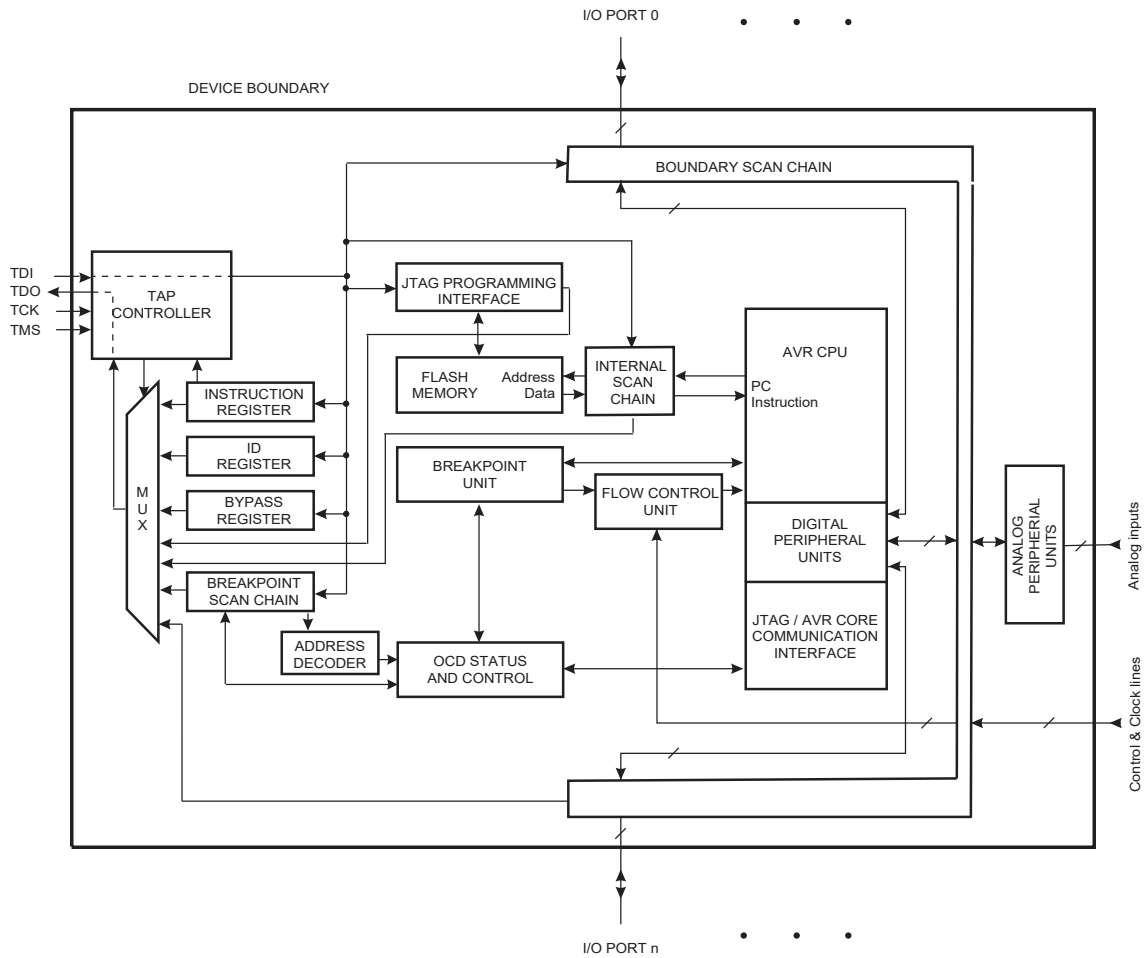 I/O PORT 0
DEVICE BOUNDARY
BOUNDARY SCAN CHAIN
TDI
TDO
TCK
TMS
TAP
CONTROLLER
JTAG PROGRAMMING
INTERFACE
FLASH
MEMORY
Address
Data
INTERNAL
SCAN
CHAIN
AVR CPU
PC
Instruction
INSTRUCTION
REGISTER
ID
REGISTER
BYPASS
REGISTER
M
U
X
BREAKPOINT
UNIT
FLOW CONTROL
UNIT
DIGITAL
PERIPHERAL
UNITS
ANALOG
PERIPHERIAL
UNITS
Analog inputs
BREAKPOINT
SCAN CHAIN
ADDRESS
DECODER
OCD STATUS
AND CONTROL
JTAG / AVR CORE
COMMUNICATION
INTERFACE
Control & Clock lines
I/O PORT n